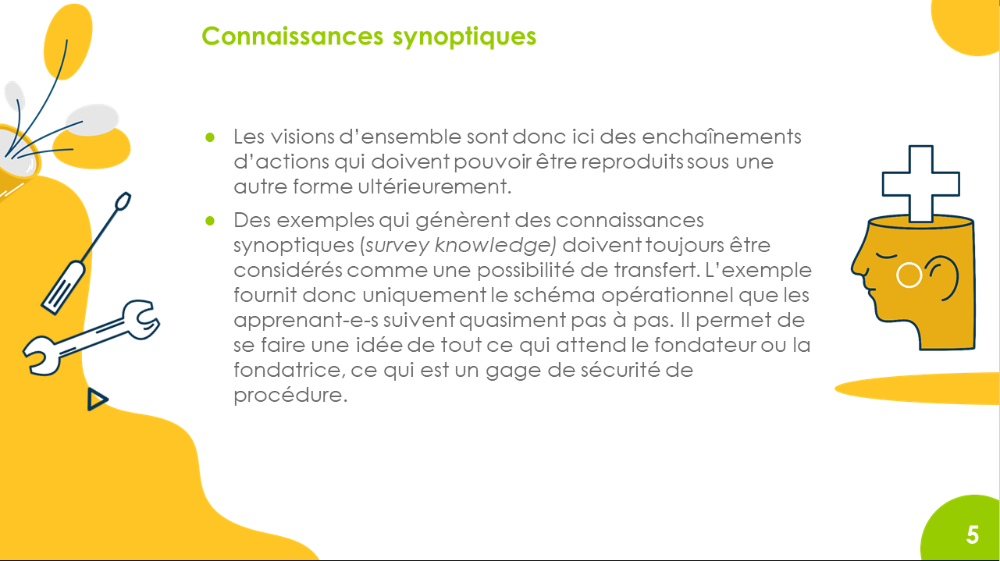 Connaissances synoptiques
● Les visions d’ensemble sont donc ici des enchaînements
d’actions qui doivent pouvoir être reproduits sous une
autre forme ultérieurement.
● Des exemples qui génèrent des connaissances
synoptiques (survey knowledge) doivent toujours être
considérés comme une possibilité de transfert. L’exemple
fournit donc uniquement le schéma opérationnel que les
apprenant-e-s suivent quasiment pas à pas. Il permet de
se faire une idée de tout ce qui attend le fondateur ou la
fondatrice, ce qui est un gage de sécurité de
procédure.
5